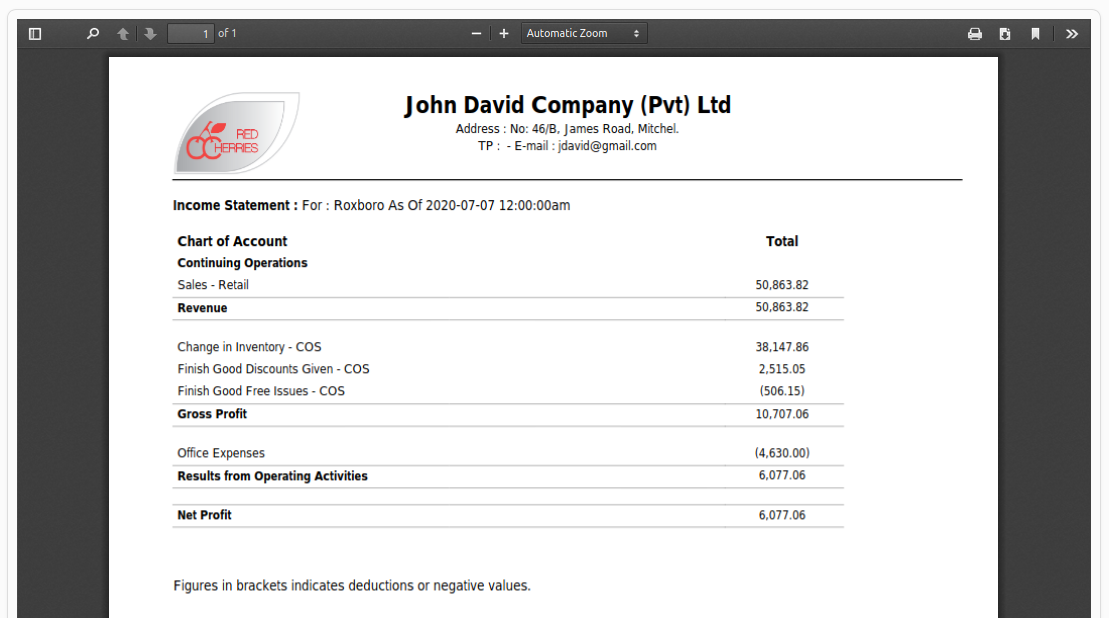 1 of 1
Automatic Zoom
John David Company (Pvt) Ltd
Address : No: 46/B, James Road, Mitchel.
TP :  - E-mail : jdavid@gmail.com
RED
CHERRIES
Income Statement : For : Roxboro As Of 2020-07-07 12:00:00am
Chart of Account Total
Continuing Operations
Sales - Retail 50,863.82
Revenue 50,863.82
Change in Inventory - COS 38,147.86
Finish Good Discounts Given - COS 2,515.05
Finish Good Free Issues - COS (506.15)
Gross Profit 10,707.06
Office Expenses (4,630.00)
Results from Operating Activities 6,077.06
Net Profit 6,077.06
Figures in brackets indicates deductions or negative values.